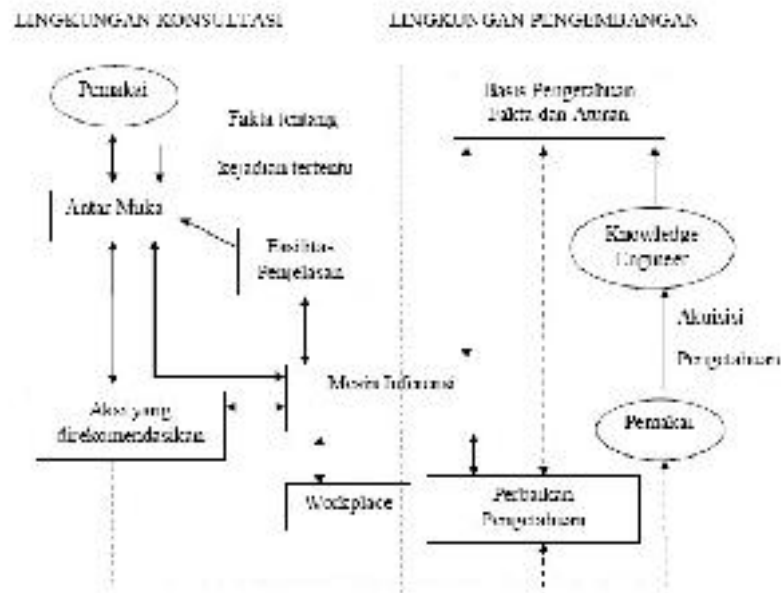 LINGKUNGAN KONSULTASI
LINGKUNGAN PENGEMBANGAN
Pemakai
Fakta tentang
kejadian tertentu
Basis Pengetahuan
Fakta dan Aturan
Antar Muka
Fasilitas
Penjelasan
Knowledge
Engineer
Akuisisi
Pengetahuan
Mesin Inferensi
Aksi yang
direkomendasikan
Pemakai
Workplace
Perbaikan
Pengetahuan